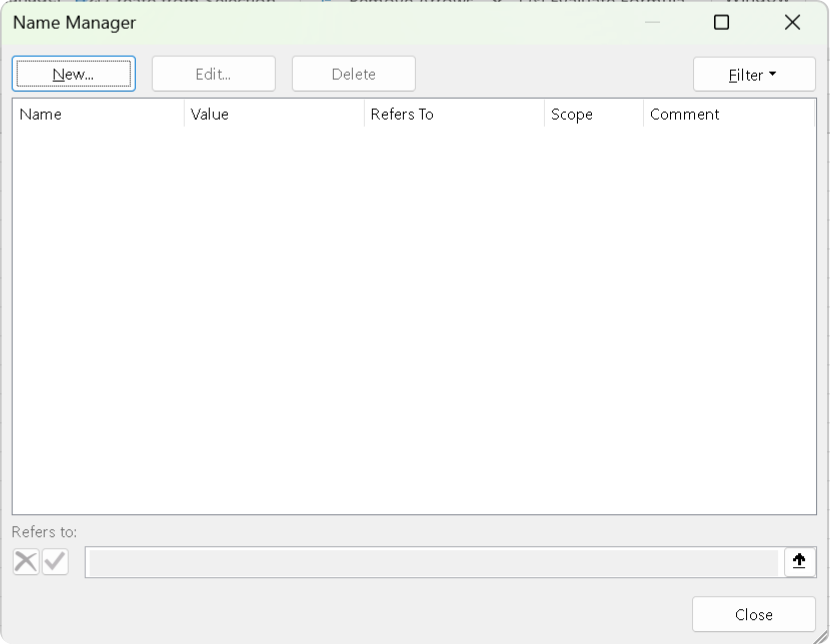 Name Manager
New...
Edit...
Delete
Filter
Name
Value
Refers To
Scope
Comment
Refers to:
Close